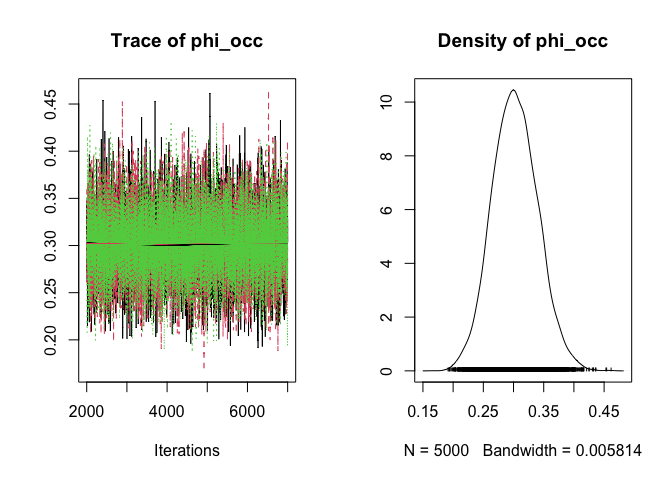 Trace of phi_occ
0.45
0.40
0.35
0.30
0.25
0.20
2000 4000 6000
Iterations
Density of phi_occ
10
8
6
4
2
0
0.15 0.25 0.35 0.45
N = 5000 Bandwidth = 0.005814